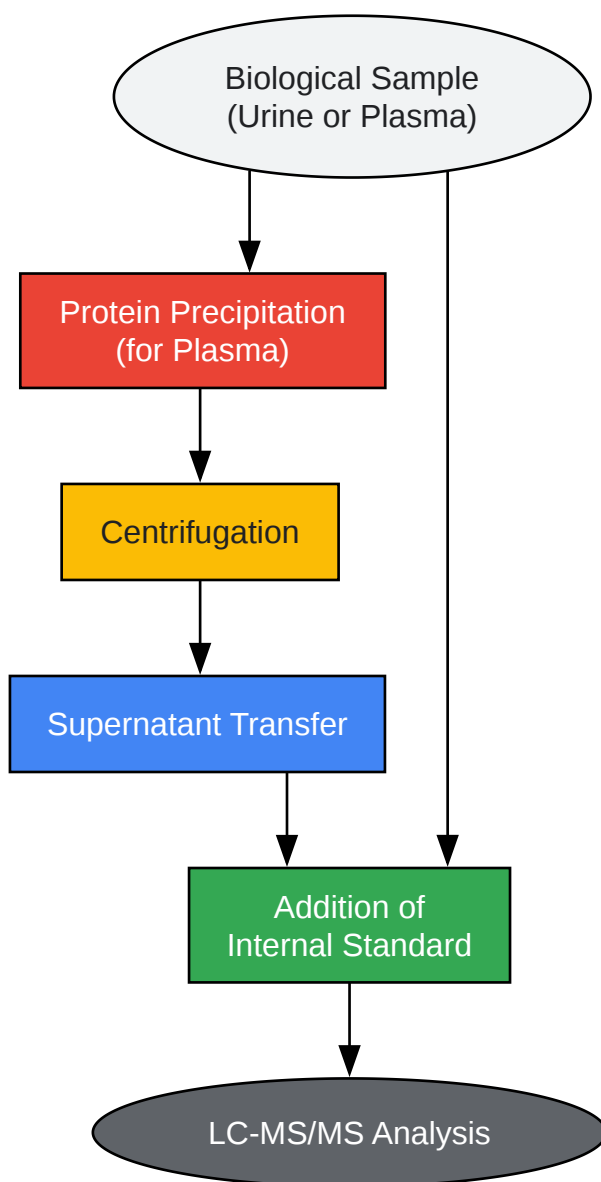 Biological Sample
(Urine or Plasma)
Protein Precipitation
(for Plasma)
Centrifugation
Supernatant Transfer
Addition of
Internal Standard
LC-MS/MS Analysis